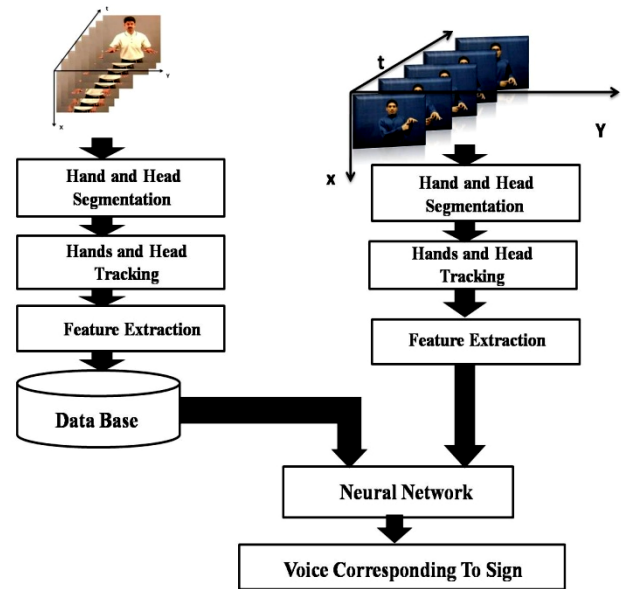 t
Y
x
Hand and Head
Segmentation
Hands and Head
Tracking
Feature Extraction
Data Base
t
Y
x
Hand and Head
Segmentation
Hands and Head
Tracking
Feature Extraction
Neural Network
Voice Corresponding To Sign